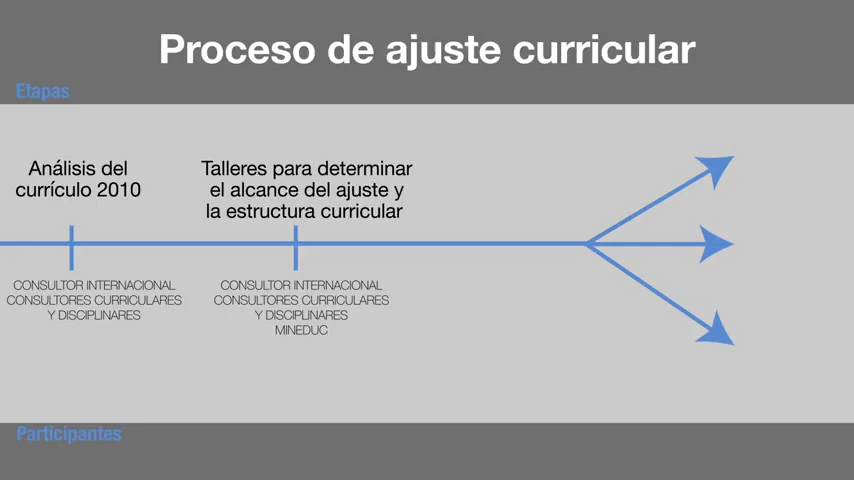 Proceso de ajuste curricular
Etapas
Análisis del
currículo 2010
Talleres para determinar
el alcance del ajuste y
la estructura curricular
CONSULTOR INTERNACIONAL
CONSULTORES CURRICULARES
Y DISCIPLINARES
CONSULTOR INTERNACIONAL
CONSULTORES CURRICULARES
Y DISCIPLINARES
MINEDUC
Participantes